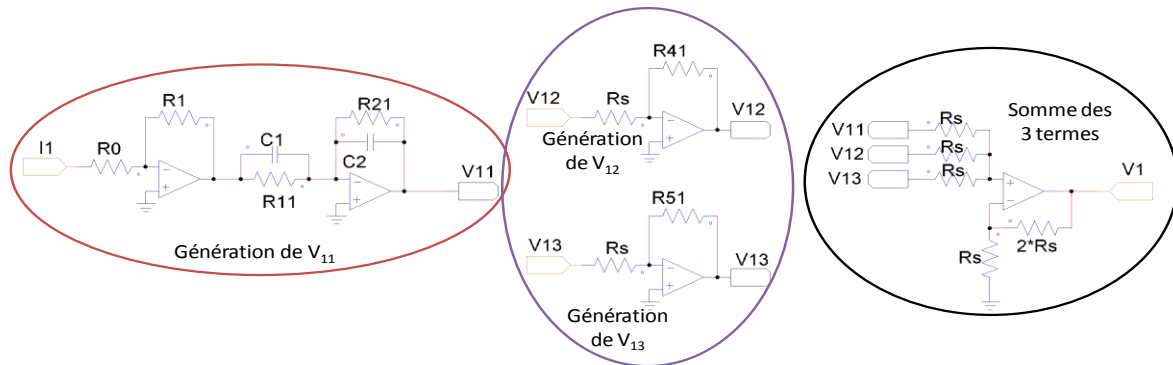 I1
R0
R1
C1
R11
R21
C2
V11
Génération de V11
V12
Rs
R41
V12
Génération
de V12
V13
Rs
R51
V13
Génération
de V13
Somme des
3 termes
V11
Rs
V12
Rs
V13
Rs
V1
2*Rs
Rs